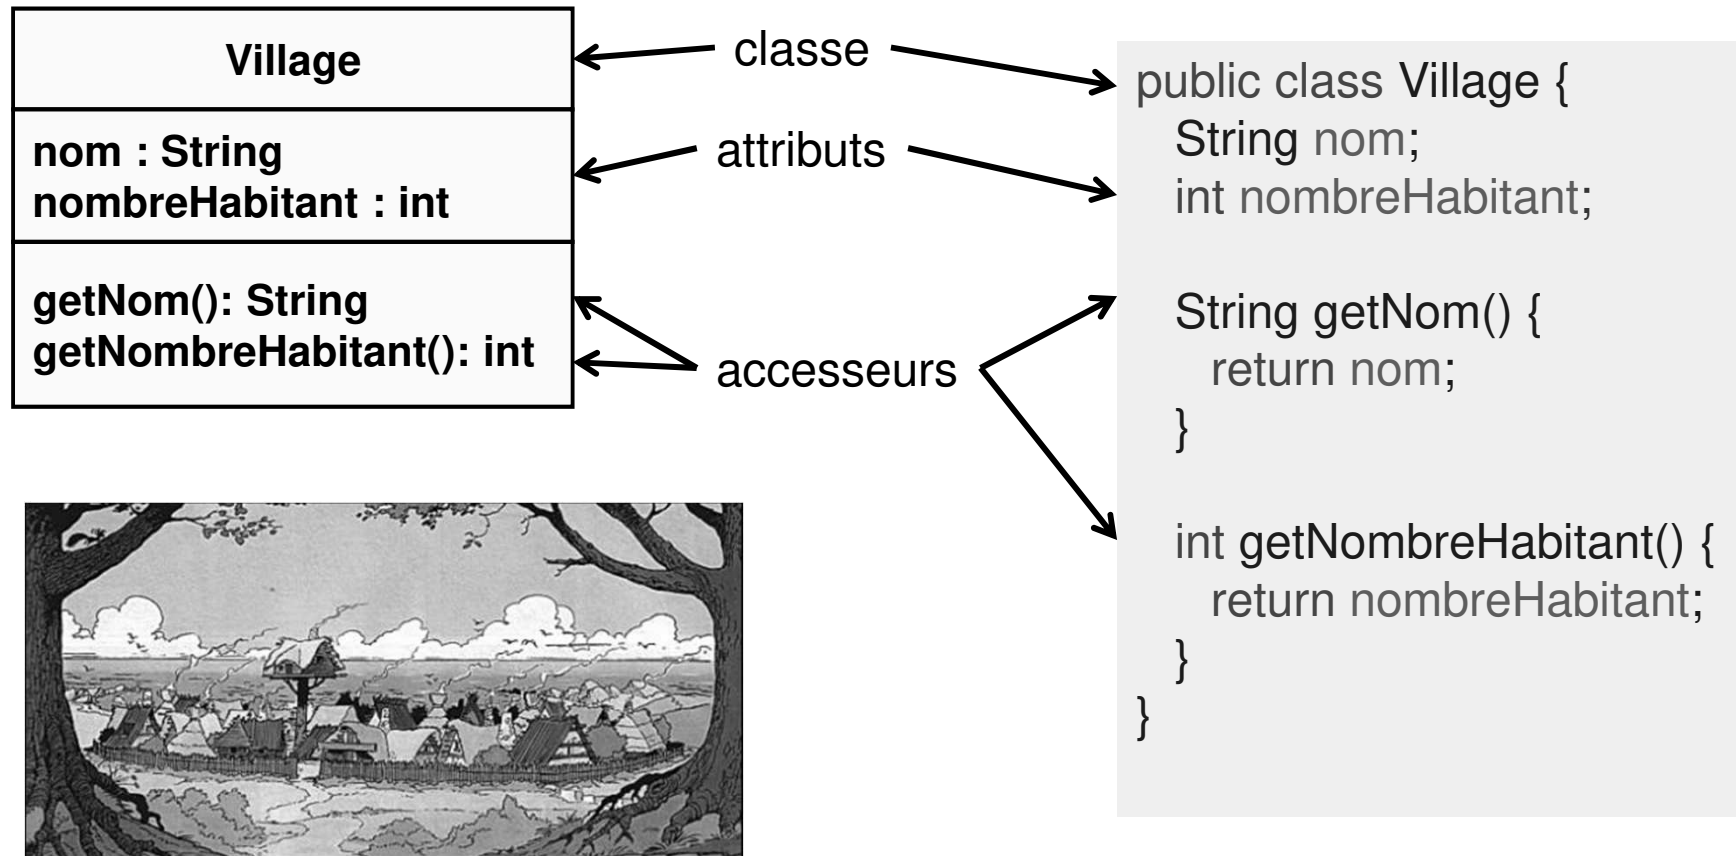 Village
nom : String
nombreHabitant : int
getNom(): String
getNombreHabitant(): int
classe
attributs
accesseurs
public class Village {
String nom;
int nombreHabitant;
String getNom() {
return nom;
}
int getNombreHabitant() {
return nombreHabitant;
}
}